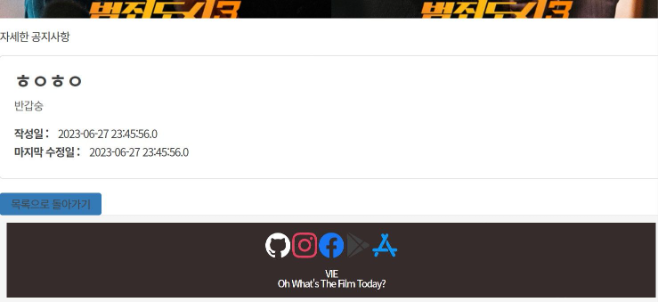 범죄도시3 범죄도시3
자세한 공지사항
ㅎㅇㅎㅇ
반갑숭
작성일 : 2023-06-27 23:45:56.0
마지막 수정일 : 2023-06-27 23:45:56.0
목록으로 돌아가기
VIE
Oh What's The Film Today?